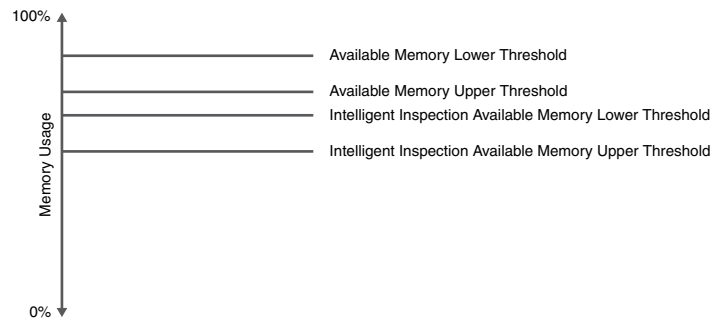 100%
Available Memory Lower Threshold
Available Memory Upper Threshold
Intelligent Inspection Available Memory Lower Threshold
Intelligent Inspection Available Memory Upper Threshold
Memory Usage
0%